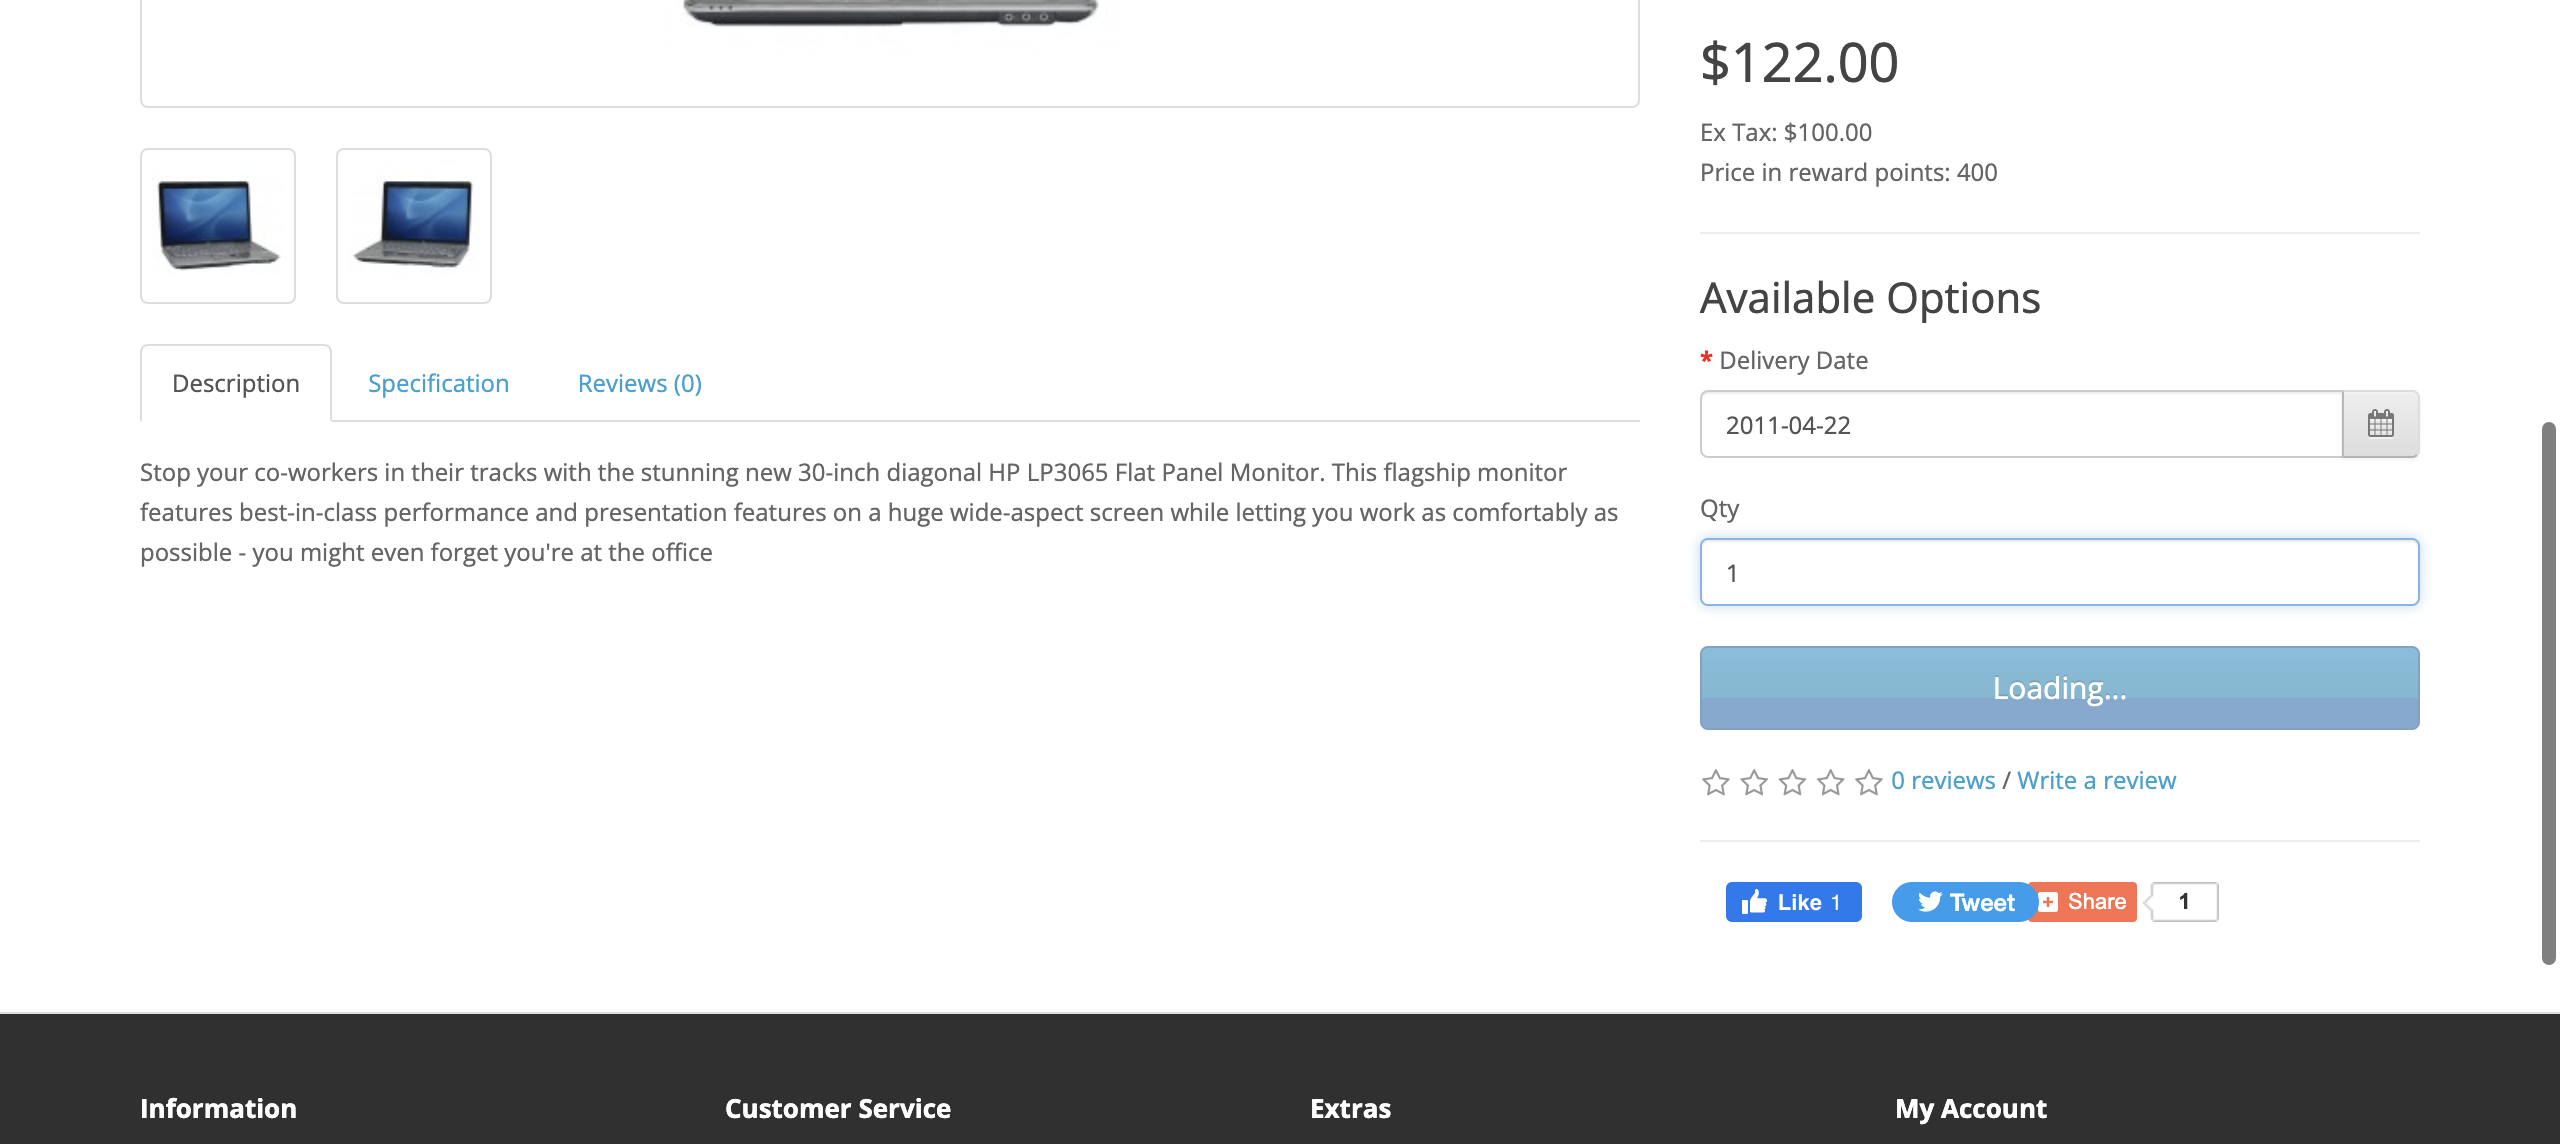 $122.00
Ex Tax: $100.00
Price in reward points: 400
Available Options
* Delivery Date
2011-04-22
Qty
1
Loading...
0 reviews / Write a review
Like 1
Tweet
Share
1
Description
Specification
Reviews (0)
Stop your co-workers in their tracks with the stunning new 30-inch diagonal HP LP3065 Flat Panel Monitor. This flagship monitor
features best-in-class performance and presentation features on a huge wide-aspect screen while letting you work as comfortably as
possible - you might even forget you're at the office
Information
Customer Service
Extras
My Account